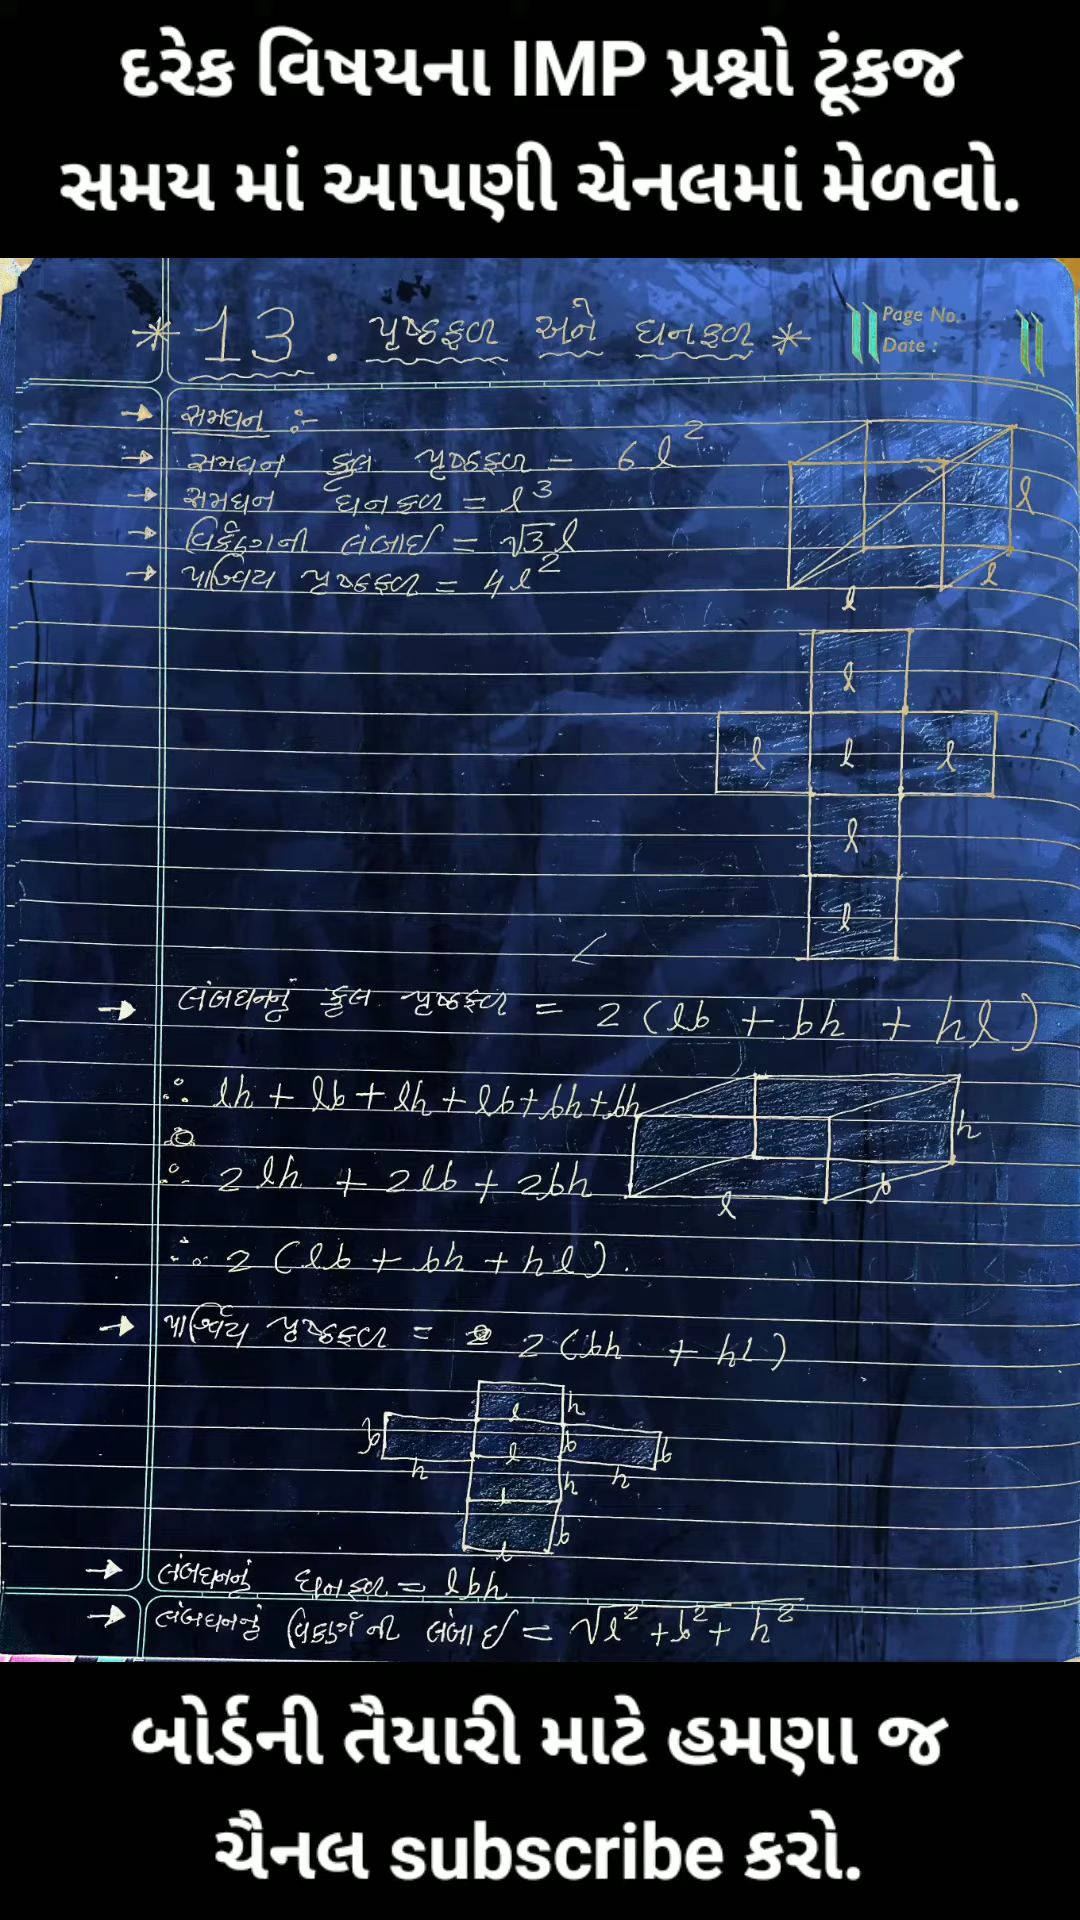 દરેક વિષયના IMP પ્રશ્નો ટૂંકજ
સમય માં આપણી ચેનલમાં મેળવો.
* 13. પૃષ્ઠફળ અને ઘનફળ *
Page No.
Date :
→ સમઘન :-
→ સમઘન કુલ પૃષ્ઠફળ = 6l²
→ સમઘન ઘનફળ = l³
→ વિકર્ણની લંબાઈ = √3 l
→ પાર્શ્વિય પૃષ્ઠફળ = 4l²
l
l
l
l
l l l
l
l
→ લંબઘનનું કુલ પૃષ્ઠફળ = 2 (lb + bh + hl)
∴ lh + lb + lh + lb + bh + bh
∴ 2lh + 2lb + 2bh
h
b
l
∴ 2 (lb + bh + hl).
→ પાર્શ્વિય પૃષ્ઠફળ = 2 (bh + hl)
l h
b l b b
h h
l h
b
l
→ લંબઘનનું ઘનફળ = lbh
→ લંબઘનનું વિકર્ણની લંબાઈ = √l² + b² + h²
બોર્ડની તૈયારી માટે હમણા જ
ચૈનલ subscribe કરો.